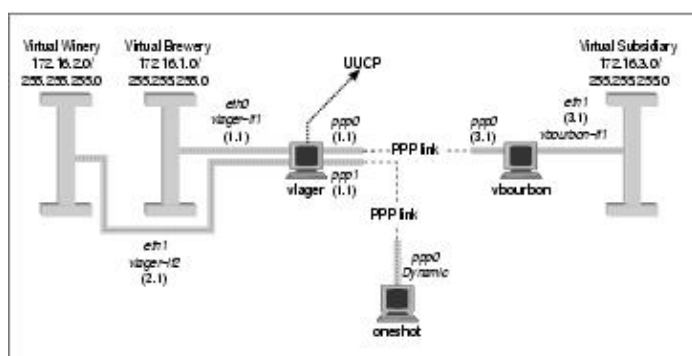 Virtual Winery
172.16.2.0/
255.255.255.0
Virtual Brewery
172.16.1.0/
255.255.255.0
UUCP
Virtual Subsidiary
172.16.3.0/
255.255.255.0
eth0
vlager-if1
(1.1)
ppp0
(1.1)
PPP link
ppp0
(3.1)
eth1
(3.1)
vbourbon-if1
vlager
ppp1
(1.1)
vbourbon
PPP link
eth1
vlager-if2
(2.1)
ppp0
Dynamic
oneshot